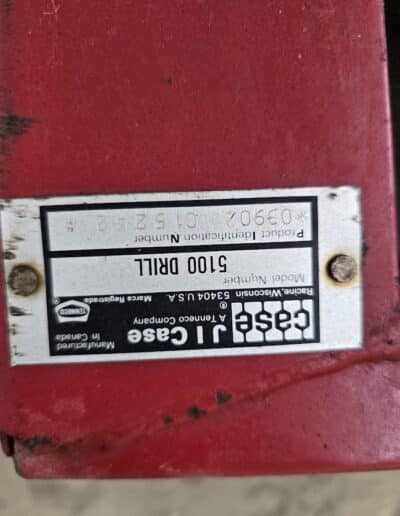 case
J I Case
A Tenneco Company
®
Racine, Wisconsin 53404 U.S.A.
Manufactured
In Canada
TENNECO
Marca Registrada
Model Number
5100 DRILL
Product Identification Number